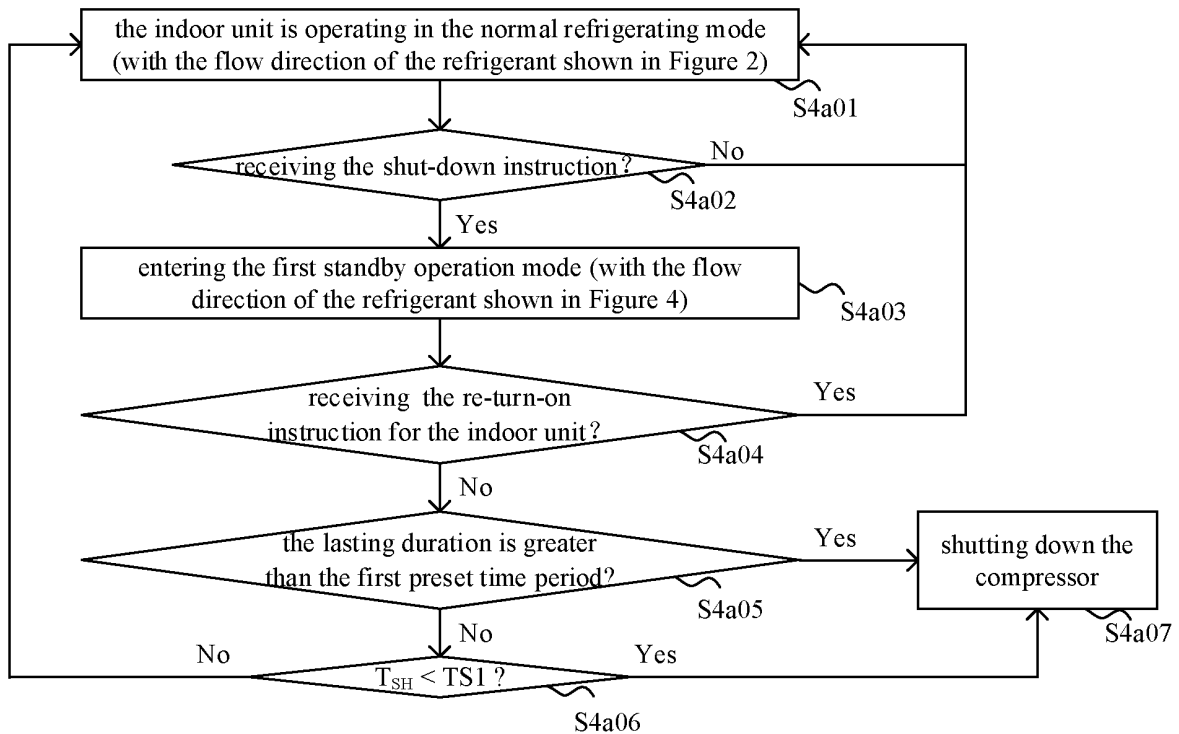 the indoor unit is operating in the normal refrigerating mode
(with the flow direction of the refrigerant shown in Figure 2)
S4a01
receiving the shut-down instruction?
No
S4a02
Yes
entering the first standby operation mode (with the flow
direction of the refrigerant shown in Figure 4)
S4a03
receiving the re-turn-on
instruction for the indoor unit?
Yes
S4a04
No
the lasting duration is greater
than the first preset time period?
Yes
S4a05
shutting down the
compressor
S4a07
No
No
TSH < TS1 ?
Yes
S4a06